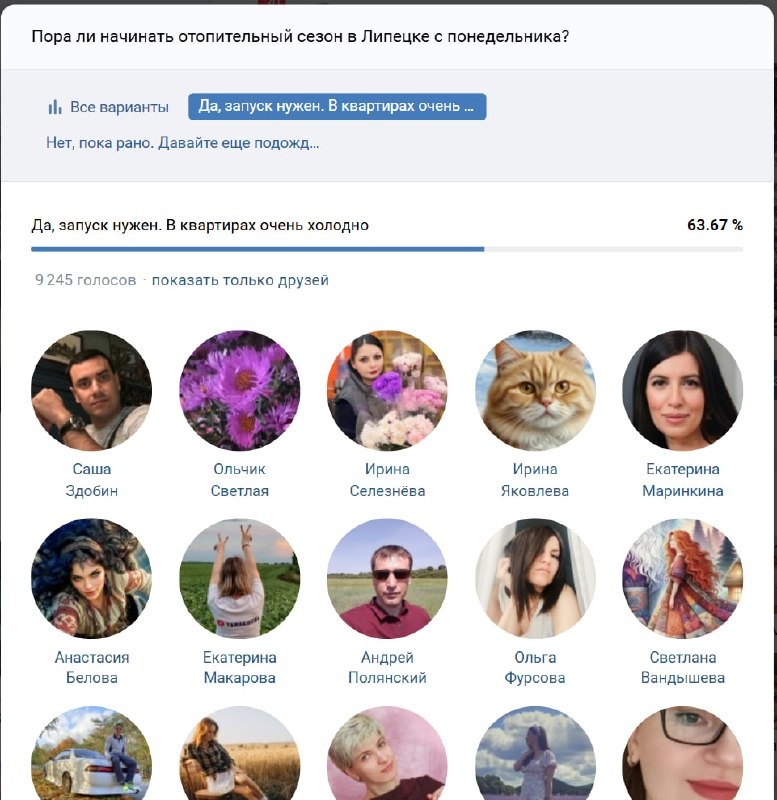 Пора ли начинать отопительный сезон в Липецке с понедельника?
Все варианты
Да, запуск нужен. В квартирах очень ...
Нет, пока рано. Давайте еще подожд...
Да, запуск нужен. В квартирах очень холодно
63.67 %
9 245 голосов · показать только друзей
Саша
Здобин
Ольчик
Светлая
Ирина
Селезнёва
Ирина
Яковлева
Екатерина
Маринкина
Анастасия
Белова
Екатерина
Макарова
Андрей
Полянский
Ольга
Фурсова
Светлана
Вандышева